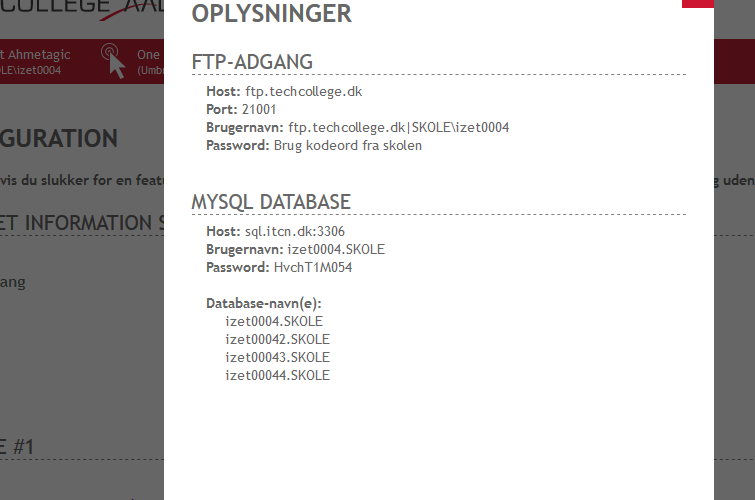 COLLEGE
OPLYSNINGER
t Ahmetagic
LE\izet0004
One
(Umb
FTP-ADGANG
Host: ftp.techcollege.dk
Port: 21001
Brugernavn: ftp.techcollege.dk|SKOLE\izet0004
Password: Brug kodeord fra skolen
GURATION
vis du slukker for en feat
g uden
MYSQL DATABASE
ET INFORMATION S
Host: sql.itcn.dk:3306
Brugernavn: izet0004.SKOLE
Password: HvchT1M054
ang
Database-navn(e):
izet0004.SKOLE
izet00042.SKOLE
izet00043.SKOLE
izet00044.SKOLE
E #1